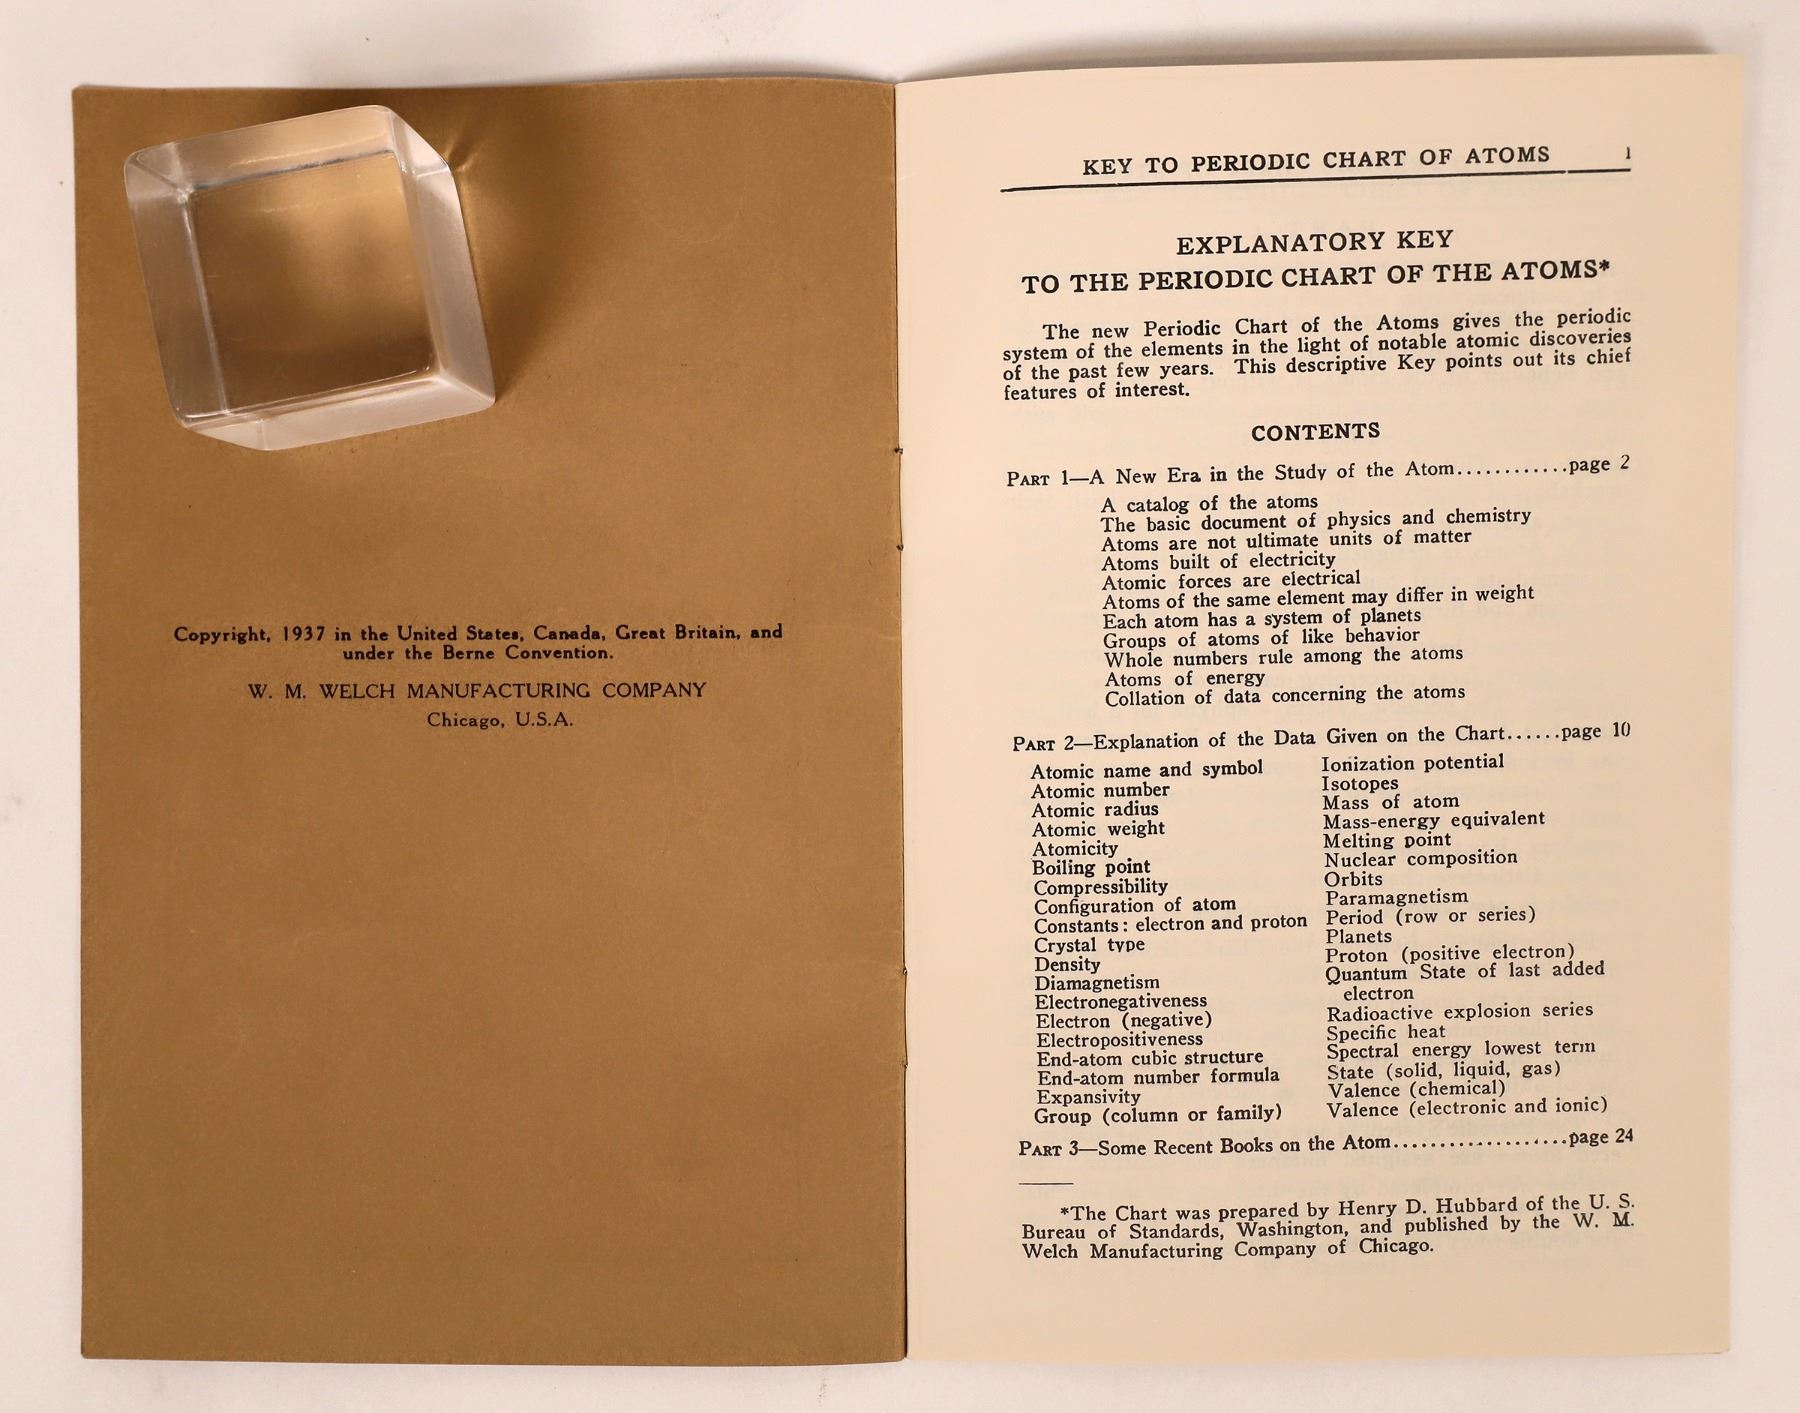 Copyright, 1937 in the United States, Canada, Great Britain, and
under the Berne Convention.
W. M. WELCH MANUFACTURING COMPANY
Chicago, U.S.A.
KEY TO PERIODIC CHART OF ATOMS 1
EXPLANATORY KEY
TO THE PERIODIC CHART OF THE ATOMS*
The new Periodic Chart of the Atoms gives the periodic
system of the elements in the light of notable atomic discoveries
of the past few years. This descriptive Key points out its chief
features of interest.
CONTENTS
PART 1—A New Era in the Study of the Atom............page 2
A catalog of the atoms
The basic document of physics and chemistry
Atoms are not ultimate units of matter
Atoms built of electricity
Atomic forces are electrical
Atoms of the same element may differ in weight
Each atom has a system of planets
Groups of atoms of like behavior
Whole numbers rule among the atoms
Atoms of energy
Collation of data concerning the atoms
PART 2—Explanation of the Data Given on the Chart......page 10
Atomic name and symbol
Atomic number
Atomic radius
Atomic weight
Atomicity
Boiling point
Compressibility
Configuration of atom
Constants: electron and proton
Crystal type
Density
Diamagnetism
Electronegativeness
Electron (negative)
Electropositiveness
End-atom cubic structure
End-atom number formula
Expansivity
Group (column or family)
Ionization potential
Isotopes
Mass of atom
Mass-energy equivalent
Melting point
Nuclear composition
Orbits
Paramagnetism
Period (row or series)
Planets
Proton (positive electron)
Quantum State of last added
electron
Radioactive explosion series
Specific heat
Spectral energy lowest term
State (solid, liquid, gas)
Valence (chemical)
Valence (electronic and ionic)
PART 3—Some Recent Books on the Atom...................page 24
*The Chart was prepared by Henry D. Hubbard of the U. S.
Bureau of Standards, Washington, and published by the W. M.
Welch Manufacturing Company of Chicago.